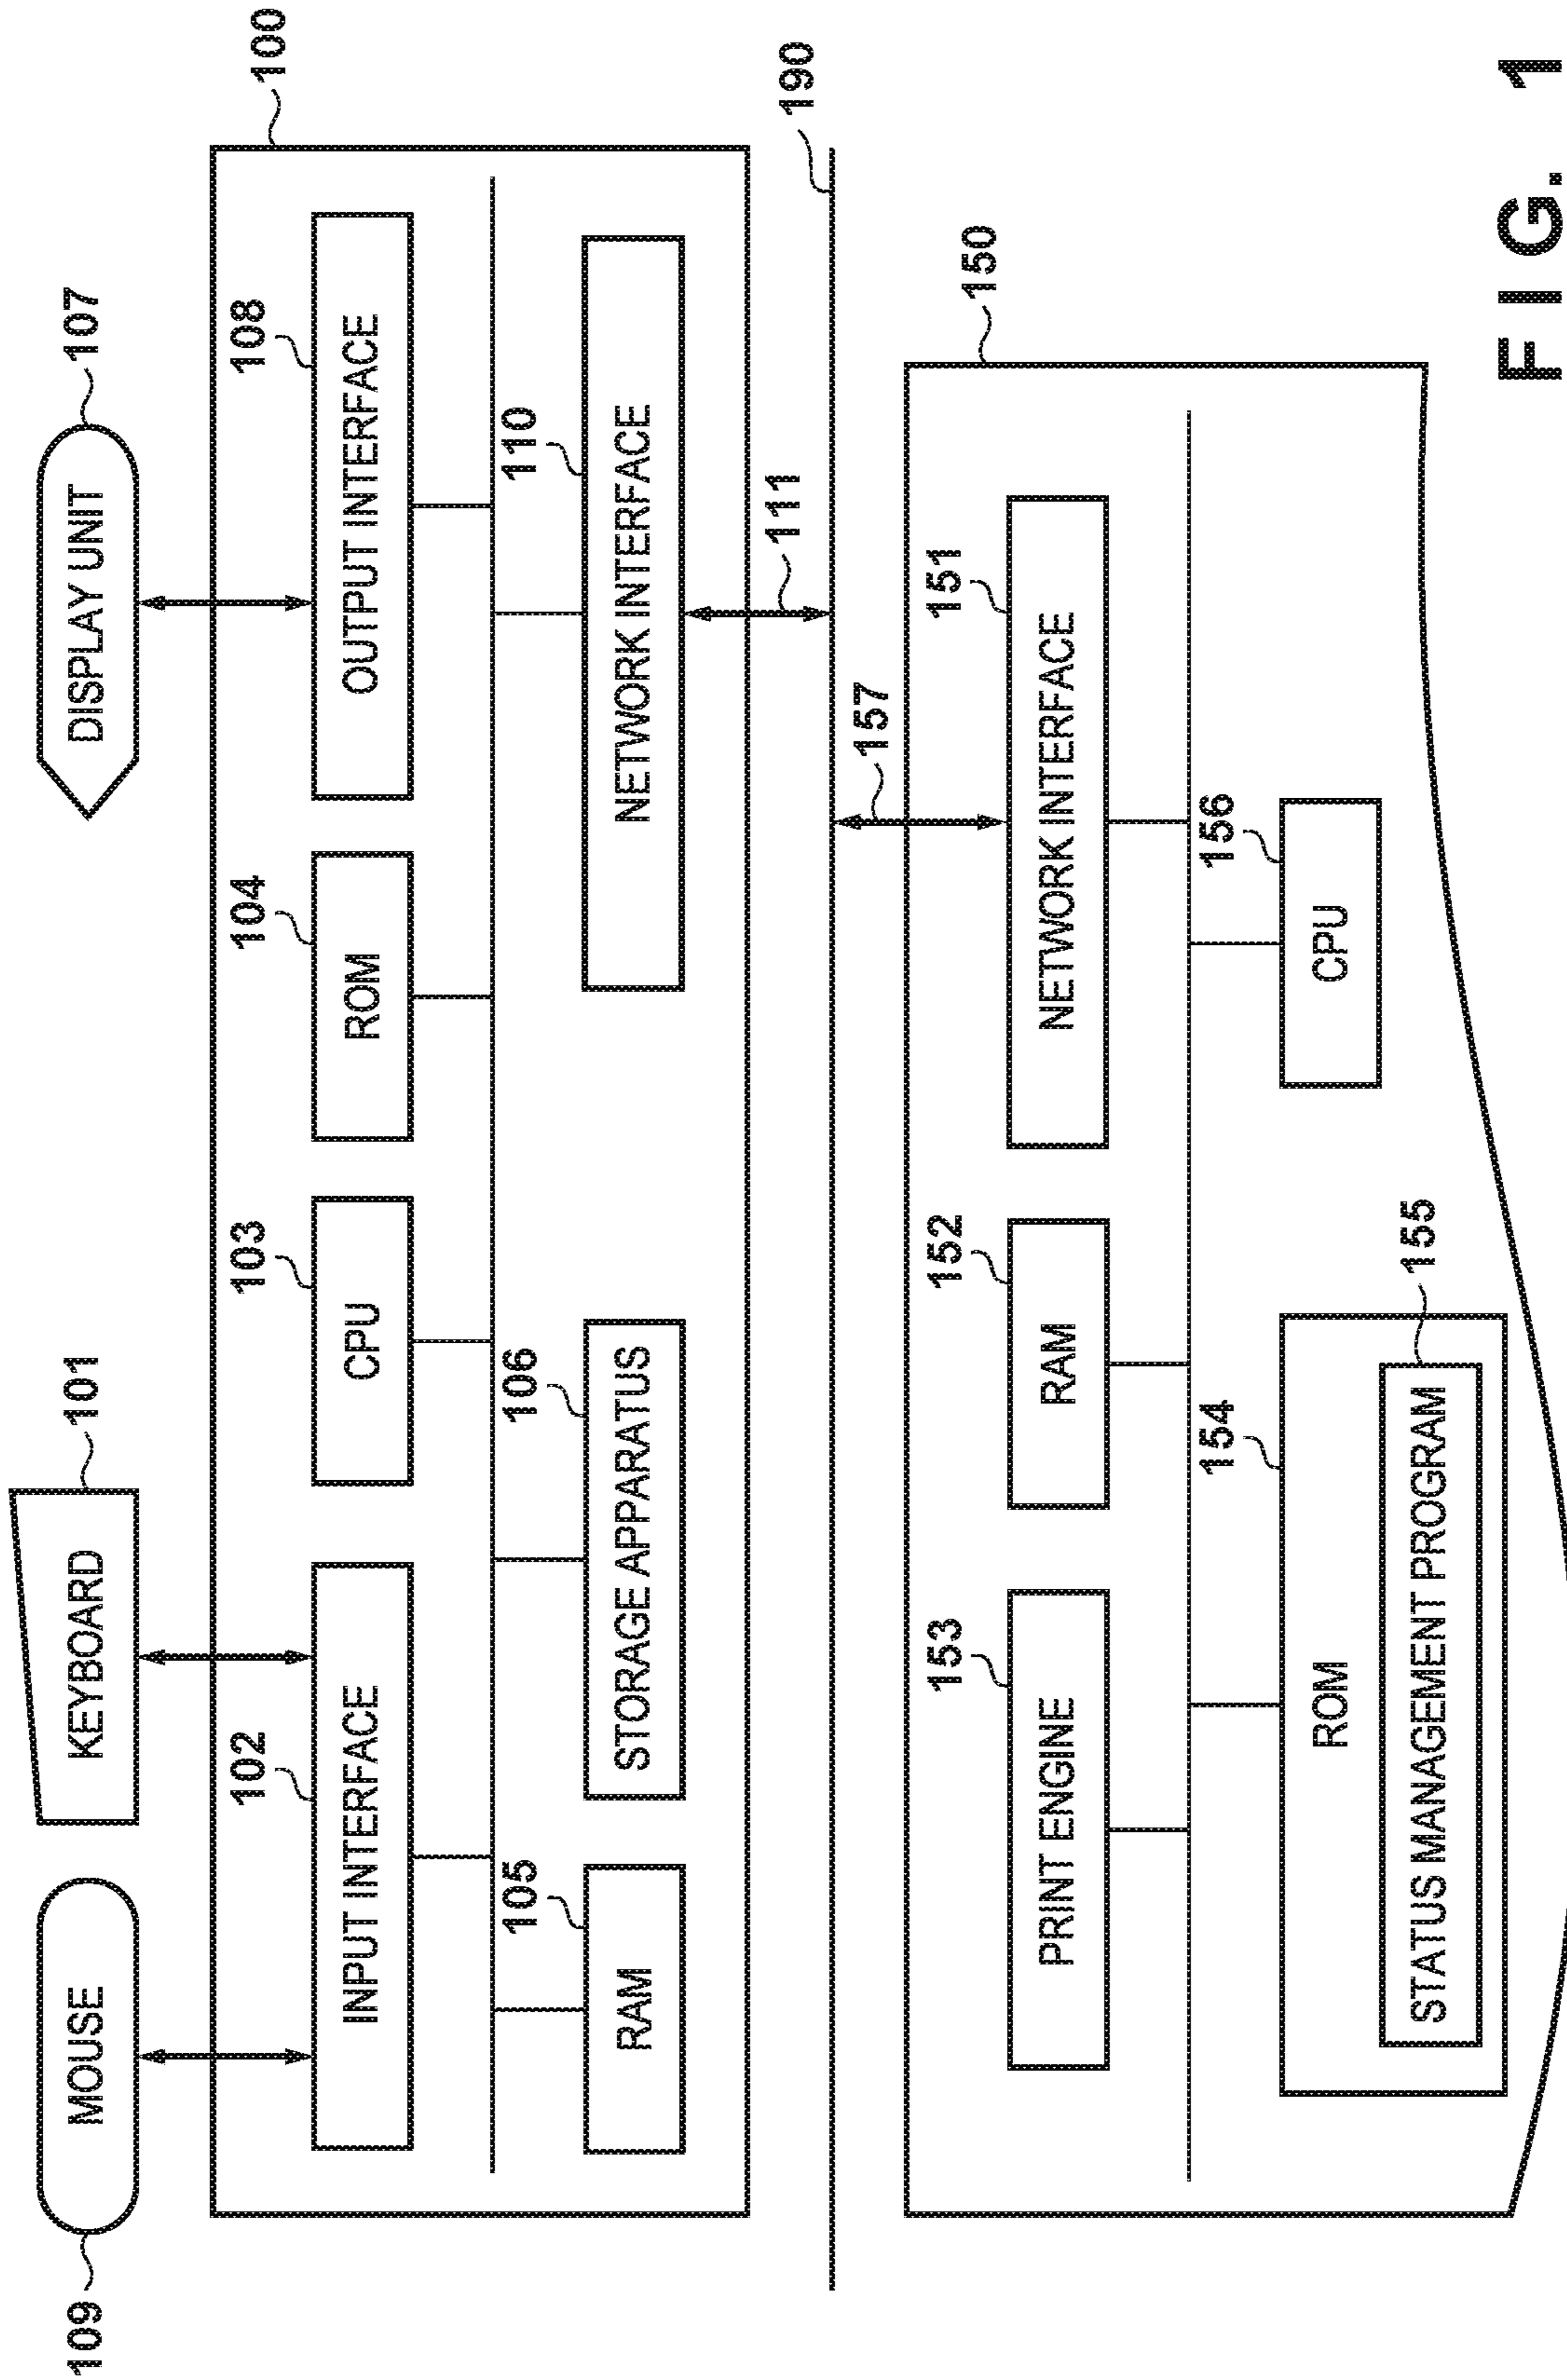 109
MOUSE
KEYBOARD
101
DISPLAY UNIT
107
100
102
INPUT INTERFACE
103
CPU
104
ROM
108
OUTPUT INTERFACE
105
RAM
106
STORAGE APPARATUS
110
NETWORK INTERFACE
111
190
157
150
153
PRINT ENGINE
152
RAM
151
NETWORK INTERFACE
154
ROM
155
STATUS MANAGEMENT PROGRAM
156
CPU
FIG. 1